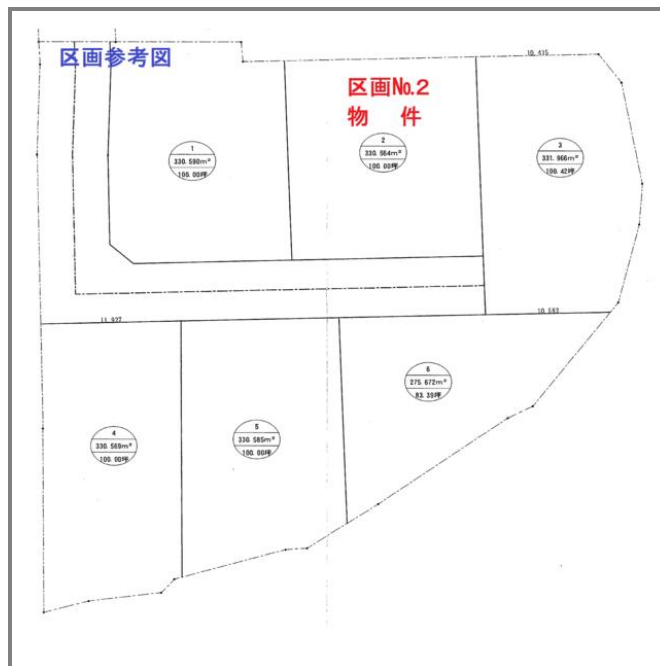 区画参考図
区画No.2
物　件
10.415
1
330.590m²
100.00坪
2
330.564m²
100.00坪
3
331.966m²
100.42坪
11.927
10.593
4
330.569m²
100.00坪
5
330.585m²
100.00坪
6
275.672m²
83.39坪